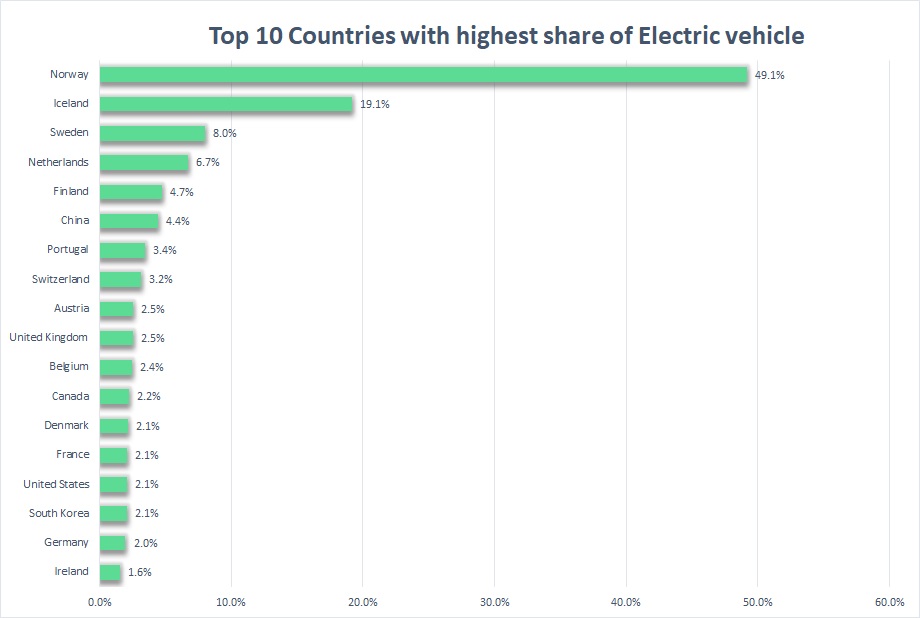 Top 10 Countries with highest share of Electric vehicle
Norway 49.1%
Iceland 19.1%
Sweden 8.0%
Netherlands 6.7%
Finland 4.7%
China 4.4%
Portugal 3.4%
Switzerland 3.2%
Austria 2.5%
United Kingdom 2.5%
Belgium 2.4%
Canada 2.2%
Denmark 2.1%
France 2.1%
United States 2.1%
South Korea 2.1%
Germany 2.0%
Ireland 1.6%
0.0% 10.0% 20.0% 30.0% 40.0% 50.0% 60.0%